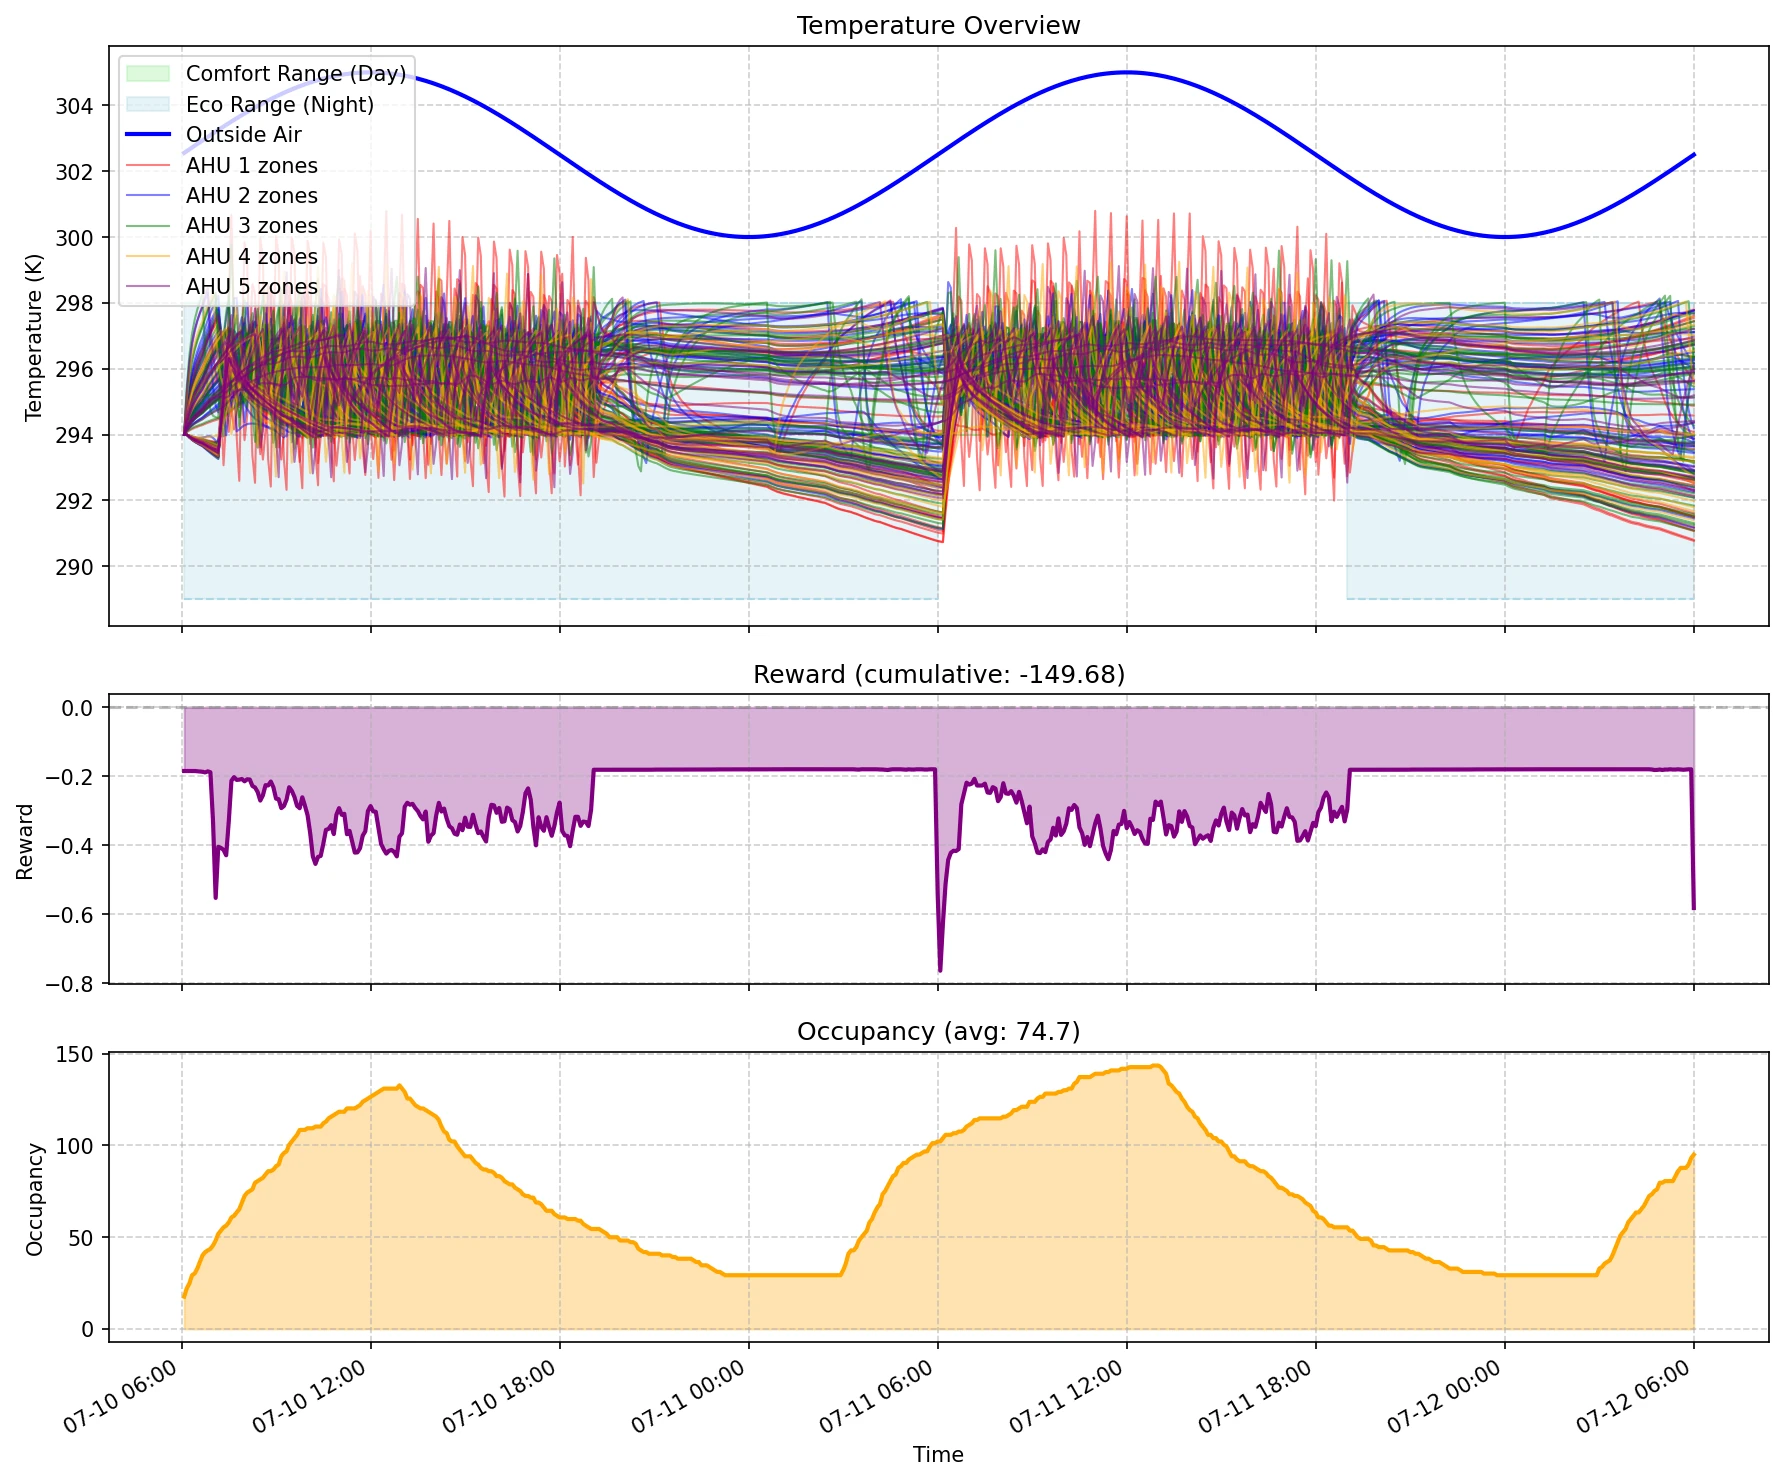 Temperature Overview
Comfort Range (Day)
Eco Range (Night)
Outside Air
AHU 1 zones
AHU 2 zones
AHU 3 zones
AHU 4 zones
AHU 5 zones
Temperature (K)
304
302
300
298
296
294
292
290
Reward (cumulative: -149.68)
Reward
0.0
−0.2
−0.4
−0.6
−0.8
Occupancy (avg: 74.7)
Occupancy
150
100
50
0
07-10 06:00
07-10 12:00
07-10 18:00
07-11 00:00
07-11 06:00
07-11 12:00
07-11 18:00
07-12 00:00
07-12 06:00
Time